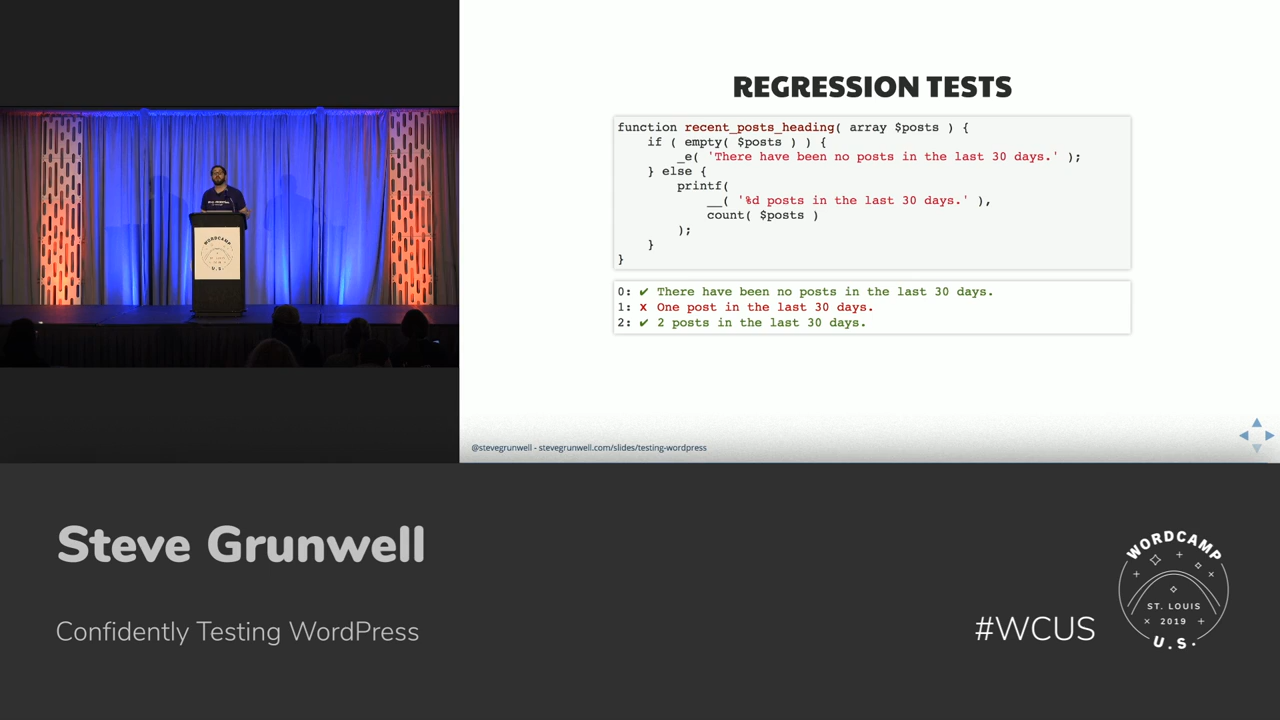 REGRESSION TESTS
function recent_posts_heading( array $posts ) {
    if ( empty( $posts ) ) {
        _e( 'There have been no posts in the last 30 days.' );
    } else {
        printf(
            __( '%d posts in the last 30 days.' ),
            count( $posts )
        );
    }
}
0: ✔ There have been no posts in the last 30 days.
1: x One post in the last 30 days.
2: ✔ 2 posts in the last 30 days.
@stevegrunwell - stevegrunwell.com/slides/testing-wordpress
WORDCAMP
U.S.
Steve Grunwell
Confidently Testing WordPress
#WCUS
WORDCAMP
ST. LOUIS
2019
U.S.